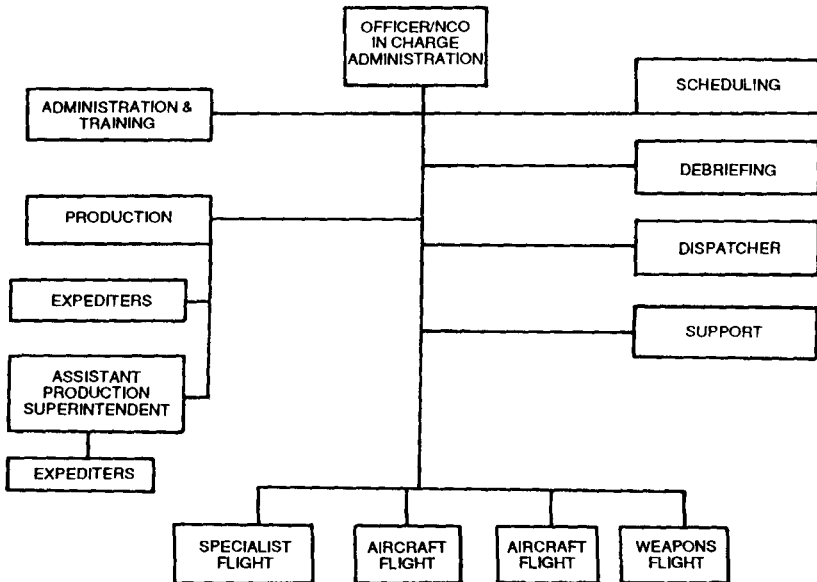 OFFICER/NCO
IN CHARGE
ADMINISTRATION
SCHEDULING
ADMINISTRATION &
TRAINING
DEBRIEFING
PRODUCTION
DISPATCHER
EXPEDITERS
SUPPORT
ASSISTANT
PRODUCTION
SUPERINTENDENT
EXPEDITERS
SPECIALIST
FLIGHT
AIRCRAFT
FLIGHT
AIRCRAFT
FLIGHT
WEAPONS
FLIGHT